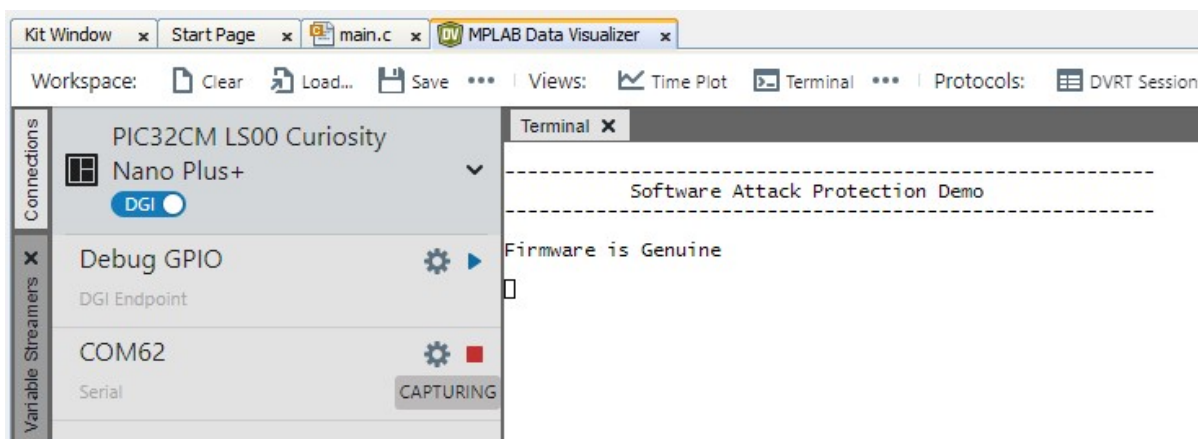 Kit Window x Start Page x main.c x MPLAB Data Visualizer x
Workspace: Clear Load... Save ••• Views: Time Plot Terminal ••• Protocols: DVRT Session
Connections
Variable Streamers x
PIC32CM LS00 Curiosity
Nano Plus+
DGI
Debug GPIO
DGI Endpoint
COM62
Serial
CAPTURING
Terminal X
------------------------------------------------------------
Software Attack Protection Demo
------------------------------------------------------------
Firmware is Genuine